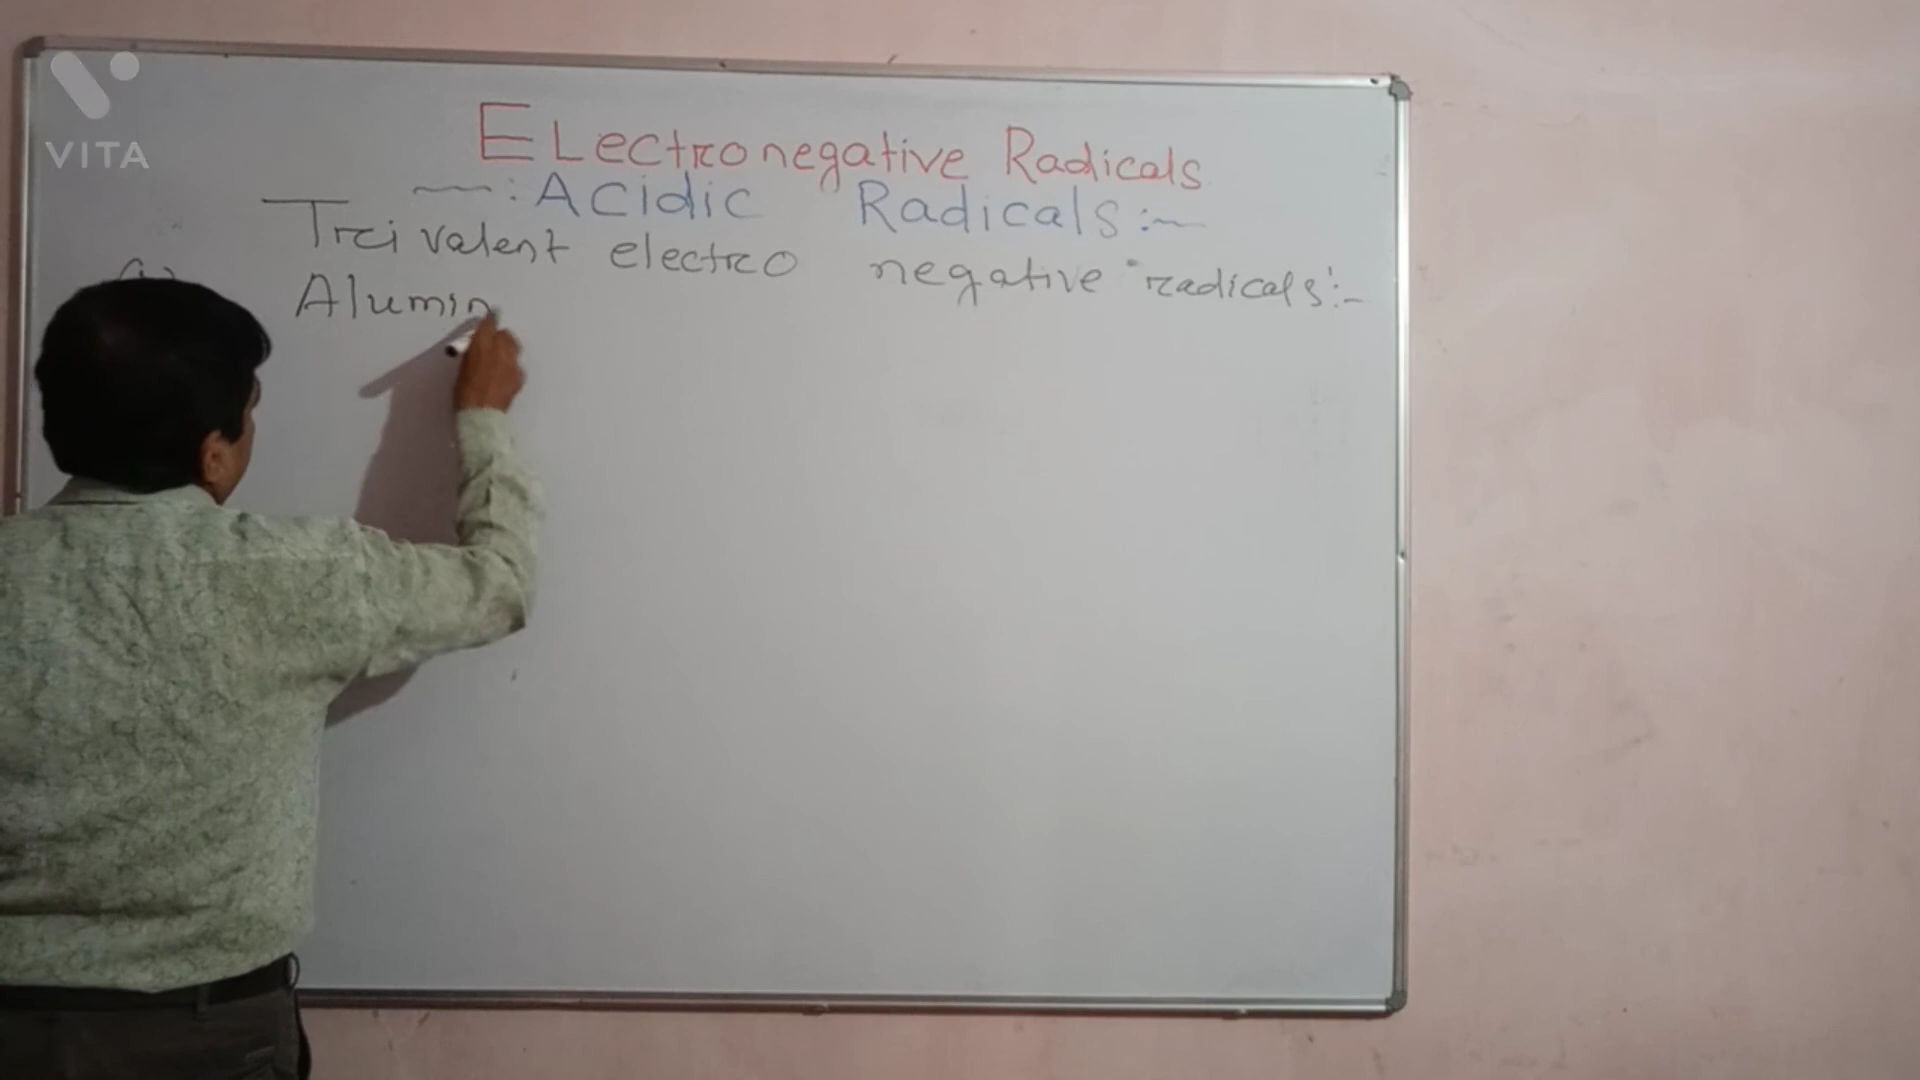 VITA
ELectronegative Radicals
~:Acidic Radicals:~
Trivalent electro negative radicals:-
Alumin